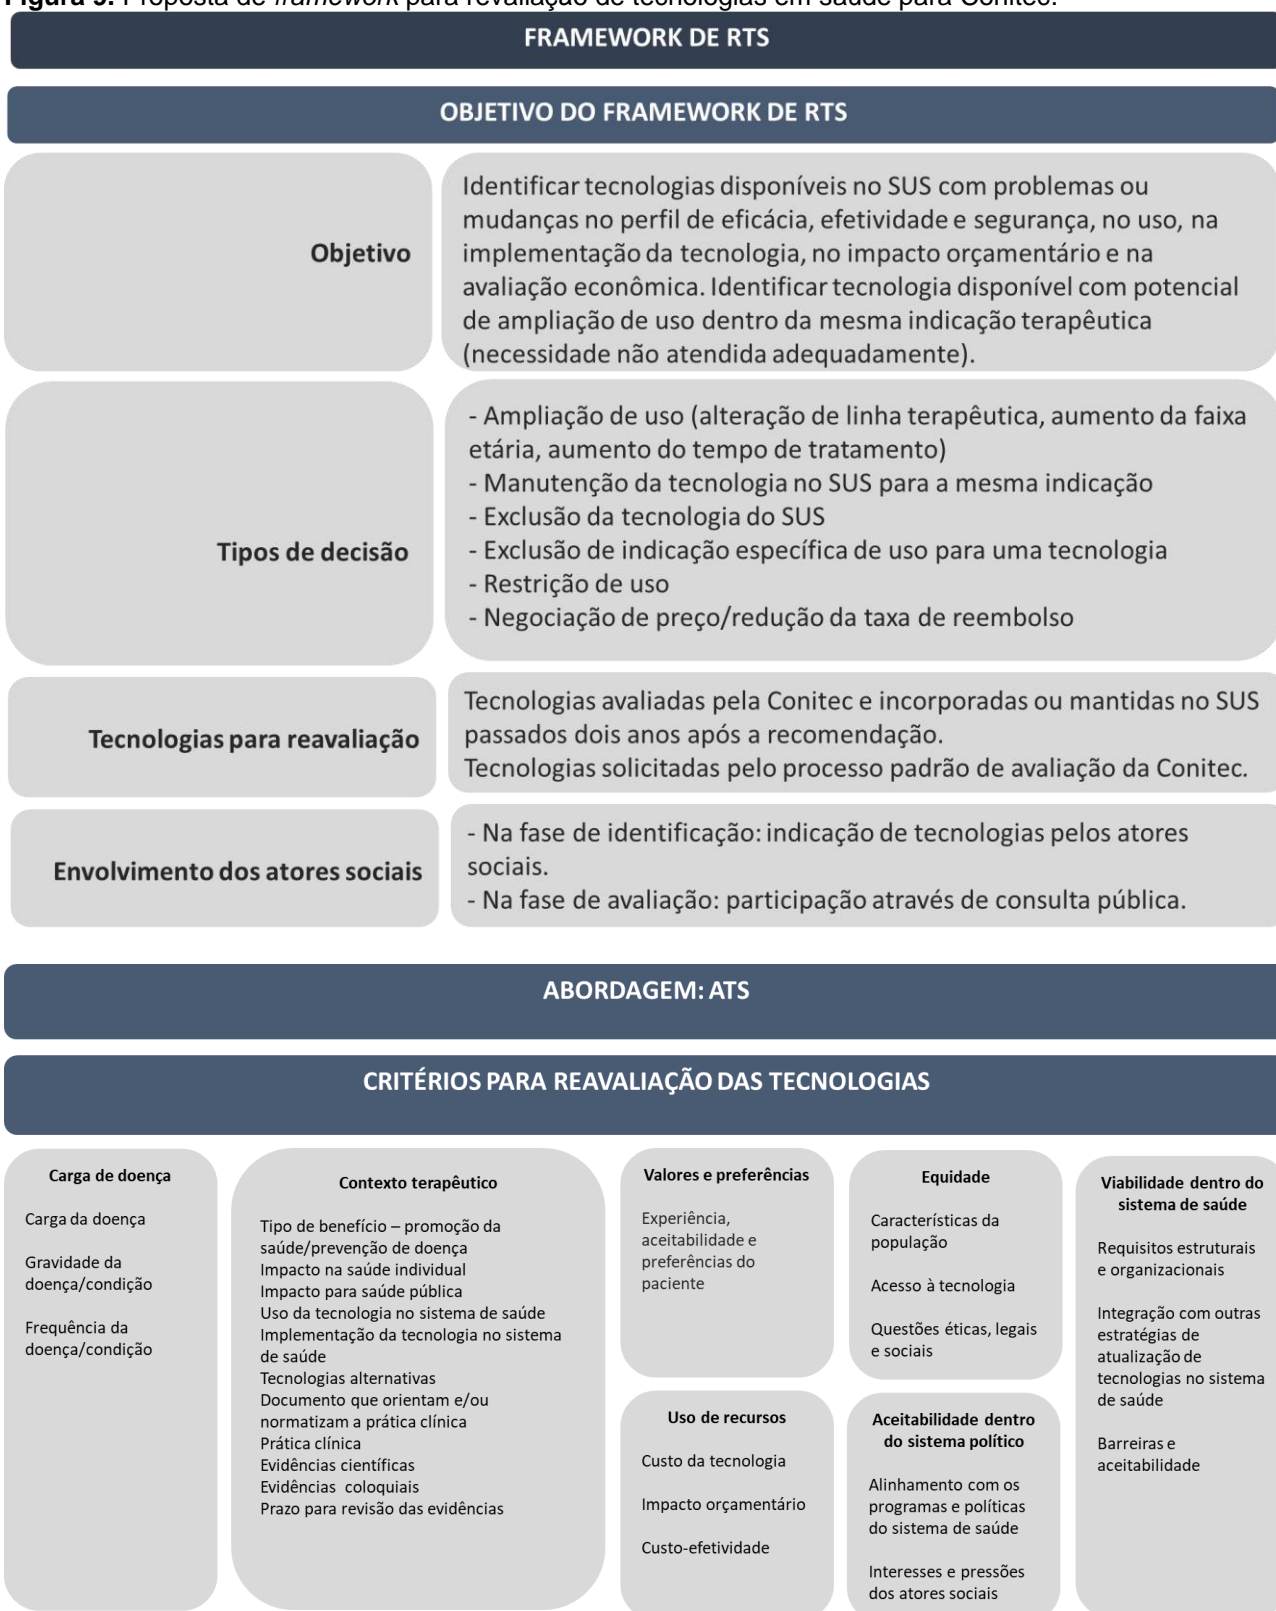 Figura 5. Proposta de framework para revaliação de tecnologias em saúde para Conitec.
FRAMEWORK DE RTS
OBJETIVO DO FRAMEWORK DE RTS
Objetivo
Identificar tecnologias disponíveis no SUS com problemas ou
mudanças no perfil de eficácia, efetividade e segurança, no uso, na
implementação da tecnologia, no impacto orçamentário e na
avaliação econômica. Identificar tecnologia disponível com potencial
de ampliação de uso dentro da mesma indicação terapêutica
(necessidade não atendida adequadamente).
Tipos de decisão
- Ampliação de uso (alteração de linha terapêutica, aumento da faixa
etária, aumento do tempo de tratamento)
- Manutenção da tecnologia no SUS para a mesma indicação
- Exclusão da tecnologia do SUS
- Exclusão de indicação específica de uso para uma tecnologia
- Restrição de uso
- Negociação de preço/redução da taxa de reembolso
Tecnologias para reavaliação
Tecnologias avaliadas pela Conitec e incorporadas ou mantidas no SUS
passados dois anos após a recomendação.
Tecnologias solicitadas pelo processo padrão de avaliação da Conitec.
Envolvimento dos atores sociais
- Na fase de identificação: indicação de tecnologias pelos atores
sociais.
- Na fase de avaliação: participação através de consulta pública.
ABORDAGEM: ATS
CRITÉRIOS PARA REAVALIAÇÃO DAS TECNOLOGIAS
Carga de doença
Carga da doença
Gravidade da
doença/condição
Frequência da
doença/condição
Contexto terapêutico
Tipo de benefício – promoção da
saúde/prevenção de doença
Impacto na saúde individual
Impacto para saúde pública
Uso da tecnologia no sistema de saúde
Implementação da tecnologia no sistema
de saúde
Tecnologias alternativas
Documento que orientam e/ou
normatizam a prática clínica
Prática clínica
Evidências científicas
Evidências coloquiais
Prazo para revisão das evidências
Valores e preferências
Experiência,
aceitabilidade e
preferências do
paciente
Uso de recursos
Custo da tecnologia
Impacto orçamentário
Custo-efetividade
Equidade
Características da
população
Acesso à tecnologia
Questões éticas, legais
e sociais
Aceitabilidade dentro
do sistema político
Alinhamento com os
programas e políticas
do sistema de saúde
Interesses e pressões
dos atores sociais
Viabilidade dentro do
sistema de saúde
Requisitos estruturais
e organizacionais
Integração com outras
estratégias de
atualização de
tecnologias no sistema
de saúde
Barreiras e
aceitabilidade